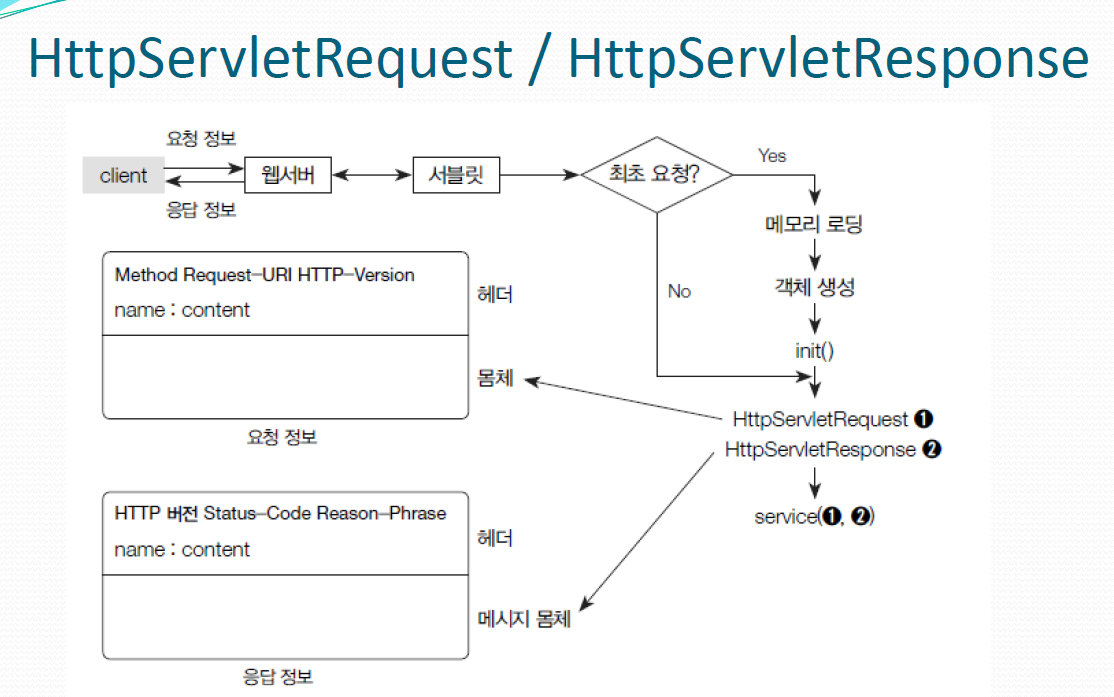 HttpServletRequest / HttpServletResponse
요청 정보
client
웹서버
서블릿
최초 요청?
Yes
응답 정보
메모리 로딩
Method Request–URI HTTP–Version
name : content
헤더
No
객체 생성
init()
몸체
HttpServletRequest ❶
요청 정보
HttpServletResponse ❷
HTTP 버전 Status–Code Reason–Phrase
name : content
헤더
service(❶, ❷)
메시지 몸체
응답 정보